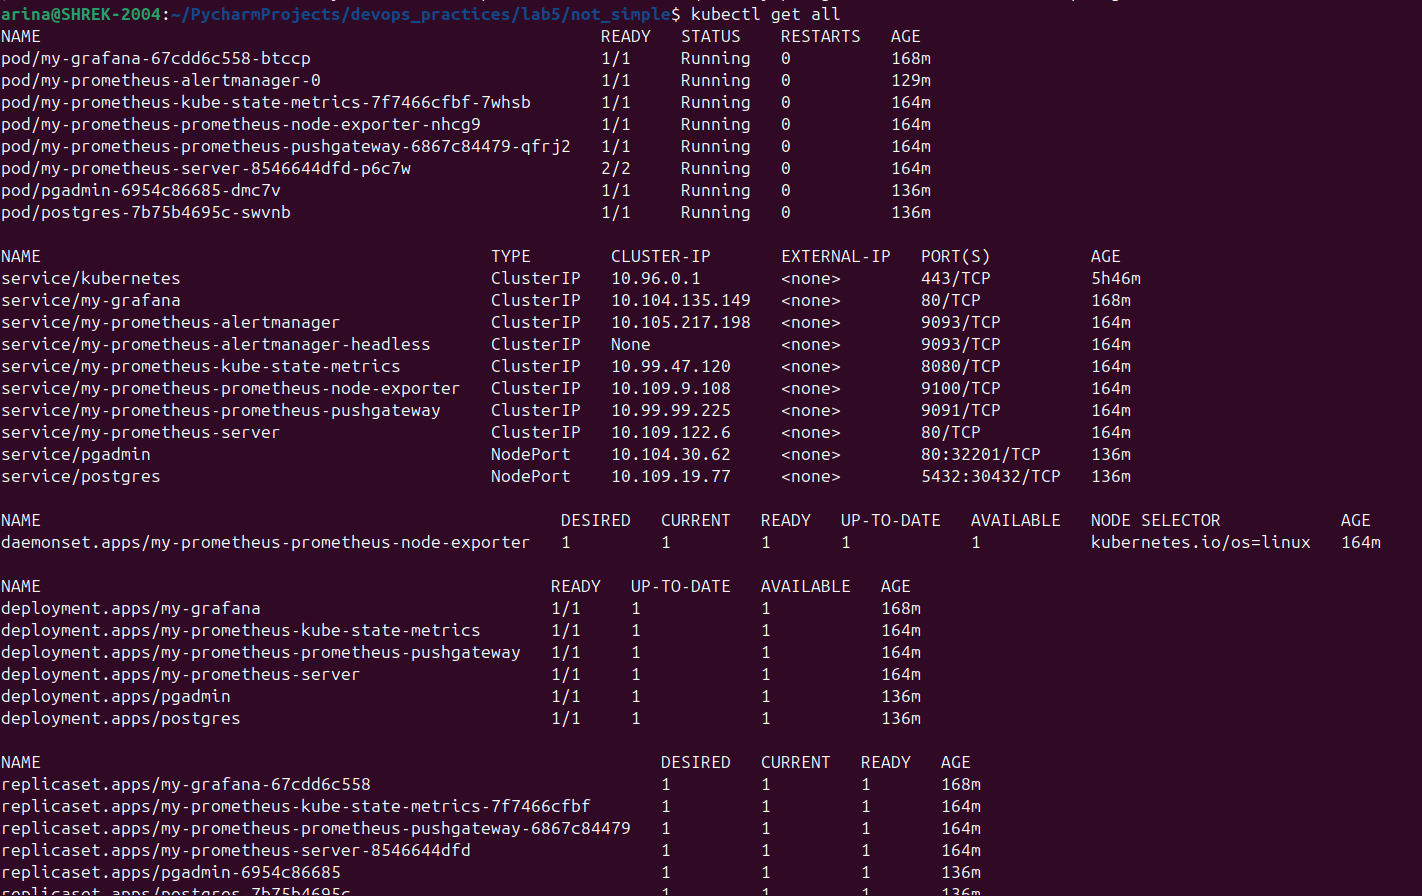 arina@SHREK-2004:~/PycharmProjects/devops_practices/lab5/not_simple$ kubectl get all
NAME READY STATUS RESTARTS AGE
pod/my-grafana-67cdd6c558-btccp 1/1 Running 0 168m
pod/my-prometheus-alertmanager-0 1/1 Running 0 129m
pod/my-prometheus-kube-state-metrics-7f7466cfbf-7whsb 1/1 Running 0 164m
pod/my-prometheus-prometheus-node-exporter-nhcg9 1/1 Running 0 164m
pod/my-prometheus-prometheus-pushgateway-6867c84479-qfrj2 1/1 Running 0 164m
pod/my-prometheus-server-8546644dfd-p6c7w 2/2 Running 0 164m
pod/pgadmin-6954c86685-dmc7v 1/1 Running 0 136m
pod/postgres-7b75b4695c-swvnb 1/1 Running 0 136m
NAME TYPE CLUSTER-IP EXTERNAL-IP PORT(S) AGE
service/kubernetes ClusterIP 10.96.0.1 <none> 443/TCP 5h46m
service/my-grafana ClusterIP 10.104.135.149 <none> 80/TCP 168m
service/my-prometheus-alertmanager ClusterIP 10.105.217.198 <none> 9093/TCP 164m
service/my-prometheus-alertmanager-headless ClusterIP None <none> 9093/TCP 164m
service/my-prometheus-kube-state-metrics ClusterIP 10.99.47.120 <none> 8080/TCP 164m
service/my-prometheus-prometheus-node-exporter ClusterIP 10.109.9.108 <none> 9100/TCP 164m
service/my-prometheus-prometheus-pushgateway ClusterIP 10.99.99.225 <none> 9091/TCP 164m
service/my-prometheus-server ClusterIP 10.109.122.6 <none> 80/TCP 164m
service/pgadmin NodePort 10.104.30.62 <none> 80:32201/TCP 136m
service/postgres NodePort 10.109.19.77 <none> 5432:30432/TCP 136m
NAME DESIRED CURRENT READY UP-TO-DATE AVAILABLE NODE SELECTOR AGE
daemonset.apps/my-prometheus-prometheus-node-exporter 1 1 1 1 1 kubernetes.io/os=linux 164m
NAME READY UP-TO-DATE AVAILABLE AGE
deployment.apps/my-grafana 1/1 1 1 168m
deployment.apps/my-prometheus-kube-state-metrics 1/1 1 1 164m
deployment.apps/my-prometheus-prometheus-pushgateway 1/1 1 1 164m
deployment.apps/my-prometheus-server 1/1 1 1 164m
deployment.apps/pgadmin 1/1 1 1 136m
deployment.apps/postgres 1/1 1 1 136m
NAME DESIRED CURRENT READY AGE
replicaset.apps/my-grafana-67cdd6c558 1 1 1 168m
replicaset.apps/my-prometheus-kube-state-metrics-7f7466cfbf 1 1 1 164m
replicaset.apps/my-prometheus-prometheus-pushgateway-6867c84479 1 1 1 164m
replicaset.apps/my-prometheus-server-8546644dfd 1 1 1 164m
replicaset.apps/pgadmin-6954c86685 1 1 1 136m
replicaset.apps/postgres-7b75b4695c 1 1 1 136m